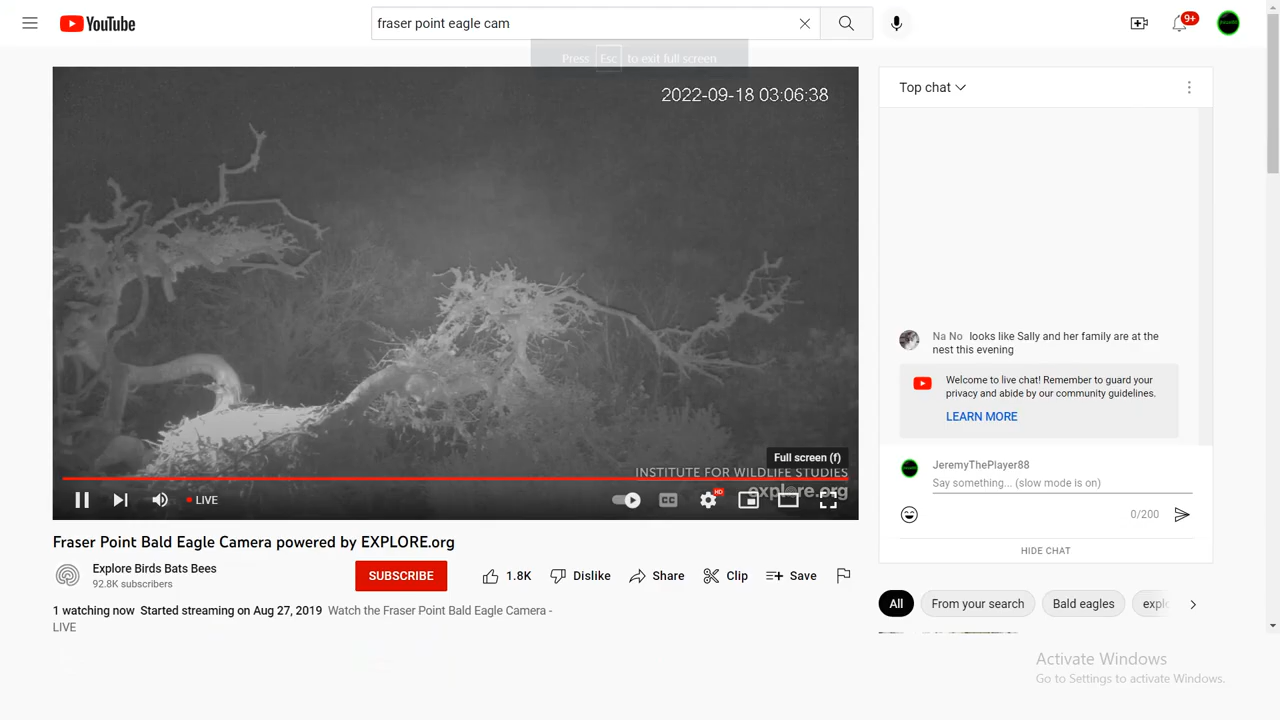 YouTube
fraser point eagle cam
9+
Press Esc to exit full screen
2022-09-18 03:06:38
Top chat
Na No looks like Sally and her family are at the
nest this evening
Welcome to live chat! Remember to guard your
privacy and abide by our community guidelines.
LEARN MORE
Full screen (f)
INSTITUTE FOR WILDLIFE STUDIES
explore.org
LIVE
CC
HD
JeremyThePlayer88
Say something... (slow mode is on)
0/200
HIDE CHAT
Fraser Point Bald Eagle Camera powered by EXPLORE.org
Explore Birds Bats Bees
92.8K subscribers
SUBSCRIBE
1.8K
Dislike
Share
Clip
Save
1 watching now Started streaming on Aug 27, 2019 Watch the Fraser Point Bald Eagle Camera -
LIVE
All
From your search
Bald eagles
explo
Activate Windows
Go to Settings to activate Windows.